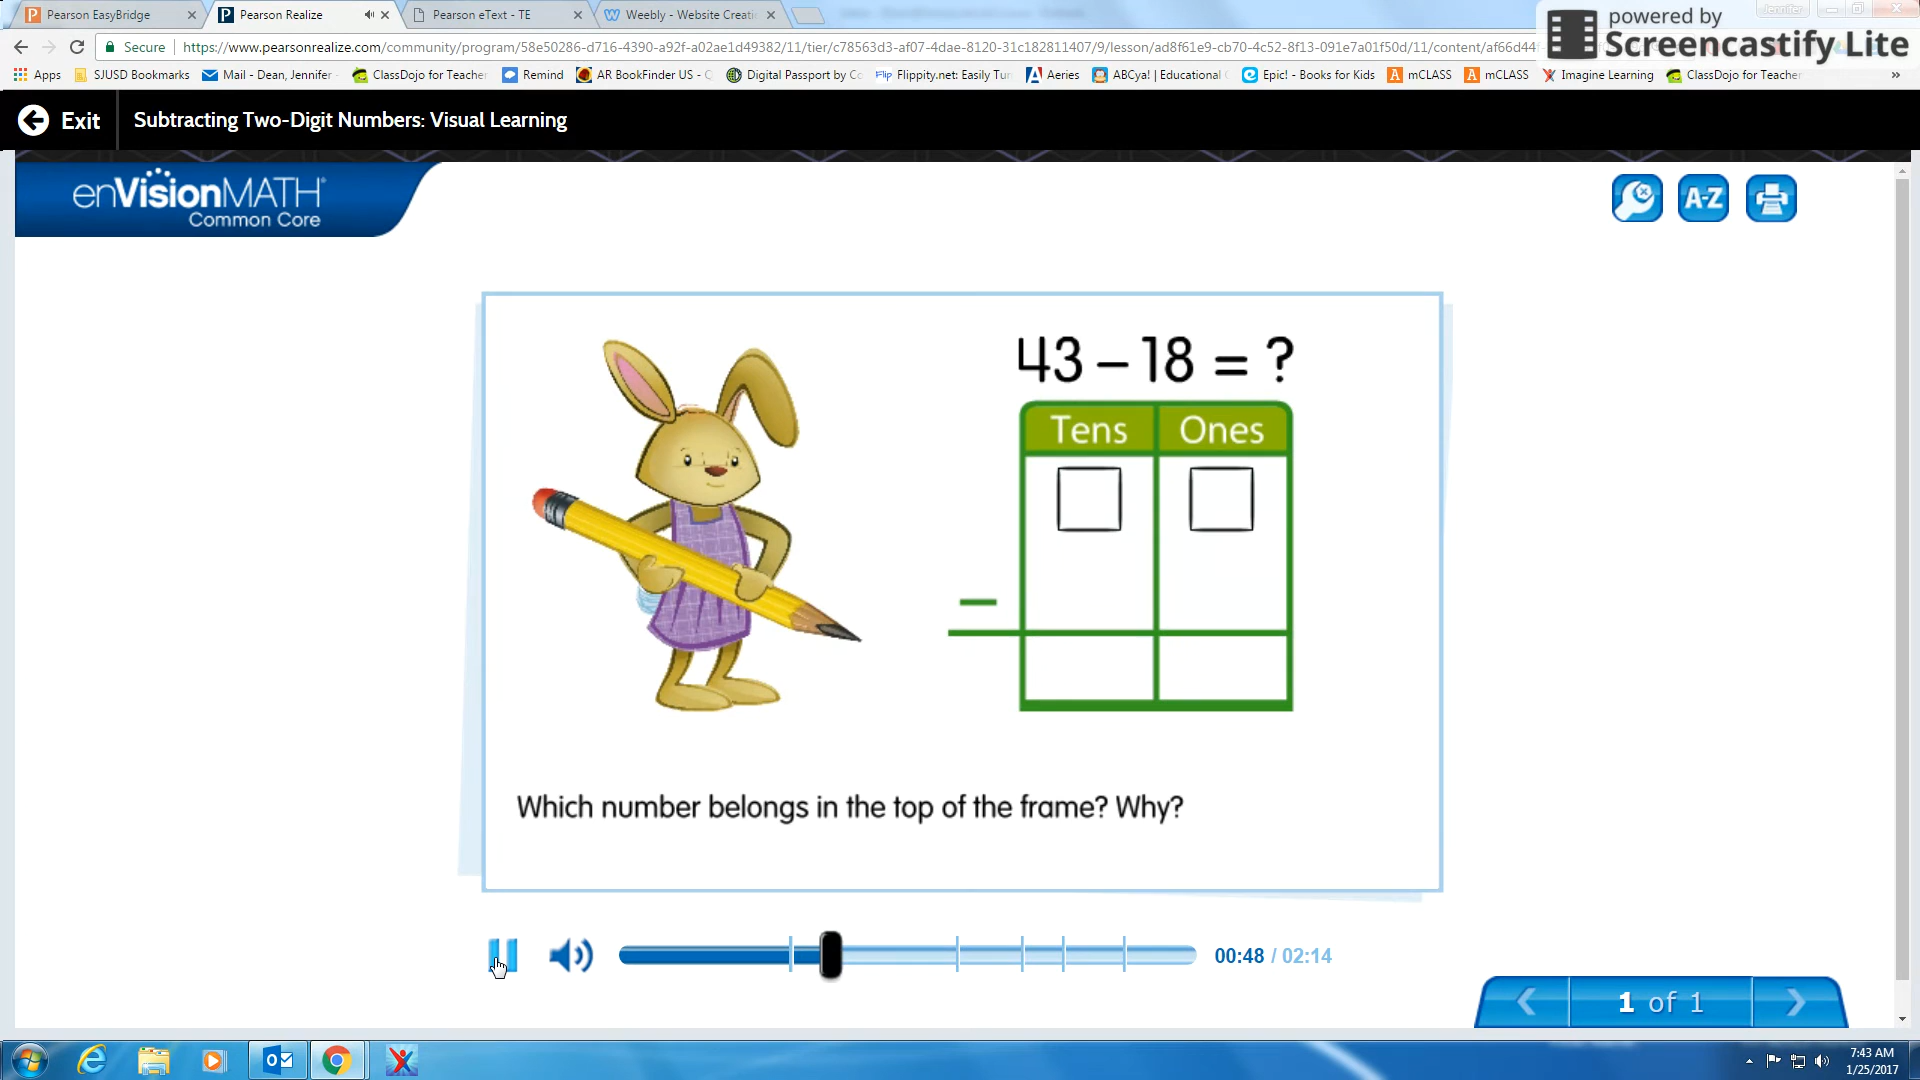 Pearson EasyBridge
Pearson Realize
Pearson eText - TE
Weebly - Website Creati
Jennifer
powered by
Screencastify Lite
Secure
https://www.pearsonrealize.com/community/program/58e50286-d716-4390-a92f-a02ae1d49382/11/tier/c78563d3-af07-4dae-8120-31c182811407/9/lesson/ad8f61e9-cb70-4c52-8f13-091e7a01f50d/11/content/af66d44f
Apps
SJUSD Bookmarks
Mail - Dean, Jennifer
ClassDojo for Teacher
Remind
AR BookFinder US - Q
Digital Passport by Co
Flip Flippity.net: Easily Tur
Aeries
ABCya! | Educational
Epic! - Books for Kids
mCLASS
mCLASS
Imagine Learning
ClassDojo for Teacher
»
Exit
Subtracting Two-Digit Numbers: Visual Learning
enVisionMATH®
Common Core
A-Z
43 – 18 = ?
Tens Ones
–
Which number belongs in the top of the frame? Why?
00:48 / 02:14
1 of 1
7:43 AM
1/25/2017